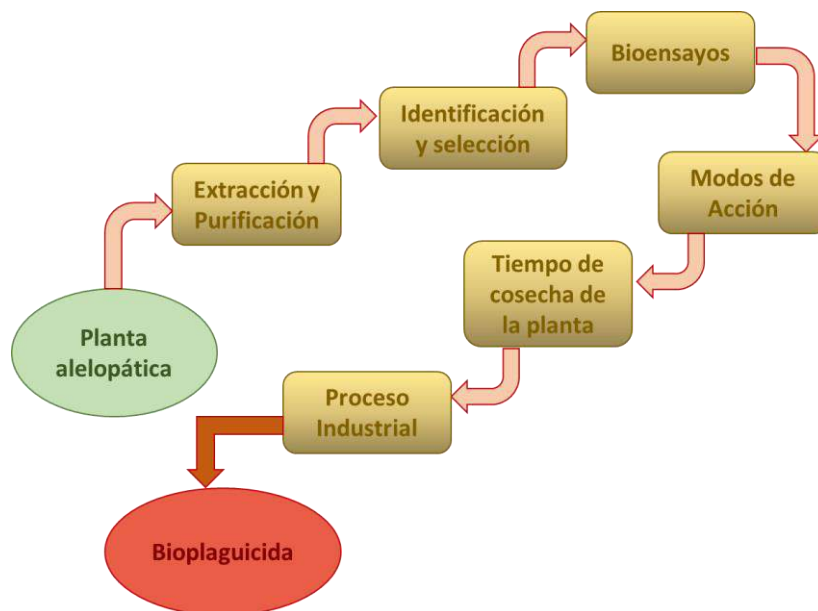 Planta
alelopática
Extracción y
Purificación
Identificación
y selección
Bioensayos
Modos de
Acción
Tiempo de
cosecha de
la planta
Proceso
Industrial
Bioplaguicida